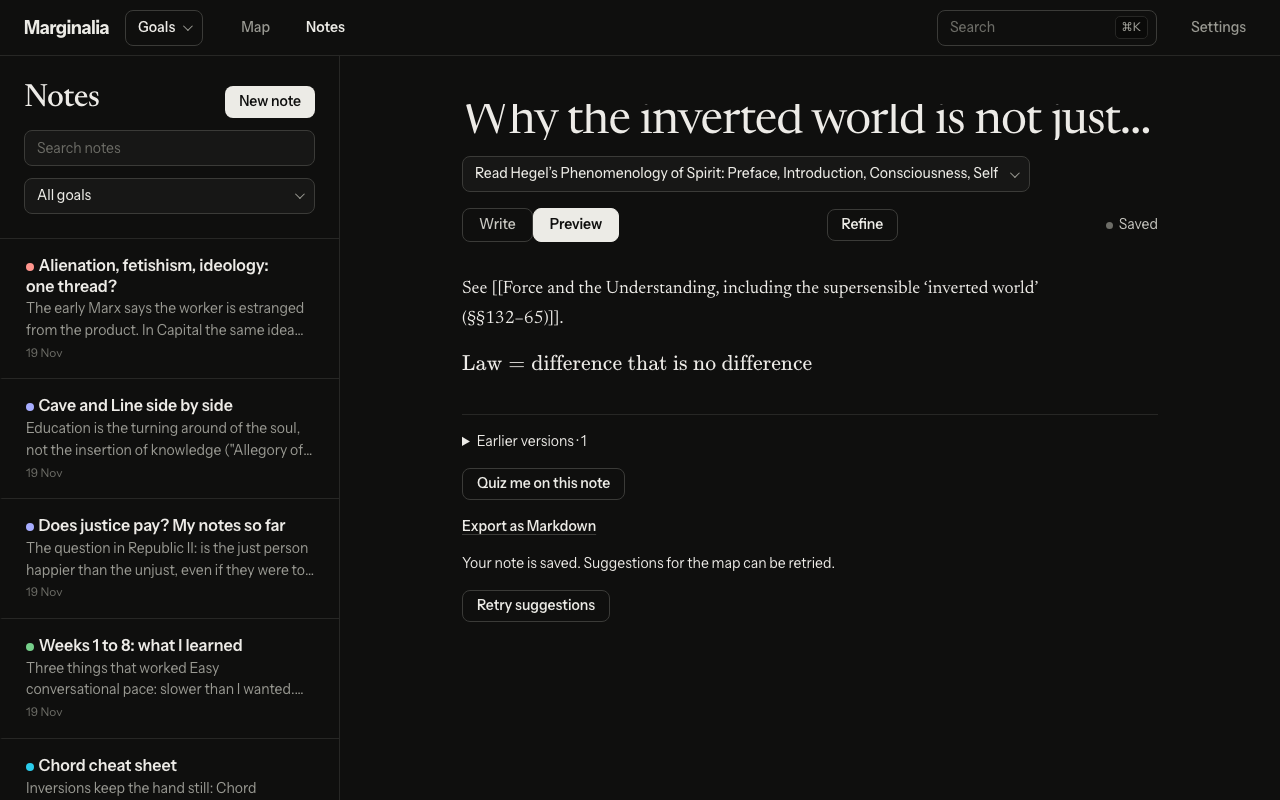 Marginalia
Goals
Map
Notes
Search
⌘K
Settings
Notes
New note
Search notes
All goals
Alienation, fetishism, ideology:
one thread?
The early Marx says the worker is estranged
from the product. In Capital the same idea…
19 Nov
Cave and Line side by side
Education is the turning around of the soul,
not the insertion of knowledge ("Allegory of…
19 Nov
Does justice pay? My notes so far
The question in Republic II: is the just person
happier than the unjust, even if they were to…
19 Nov
Weeks 1 to 8: what I learned
Three things that worked Easy
conversational pace: slower than I wanted.…
19 Nov
Chord cheat sheet
Inversions keep the hand still: Chord
Why the inverted world is not just…
Read Hegel’s Phenomenology of Spirit: Preface, Introduction, Consciousness, Self
Write
Preview
Refine
Saved
See [[Force and the Understanding, including the supersensible ‘inverted world’
(§§132–65)]].
Law = difference that is no difference
Earlier versions · 1
Quiz me on this note
Export as Markdown
Your note is saved. Suggestions for the map can be retried.
Retry suggestions